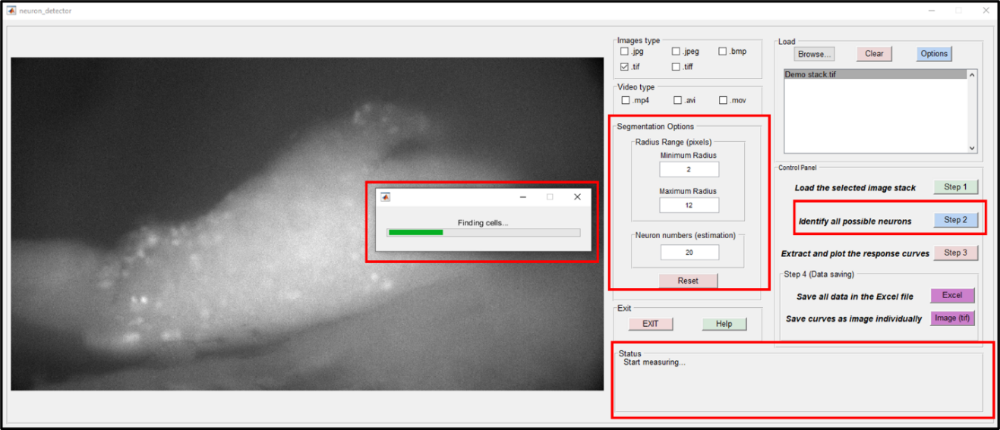 neuron_detector
Images type
.jpg .jpeg .bmp
.tif .tiff
Video type
.mp4 .avi .mov
Segmentation Options
Radius Range (pixels)
Minimum Radius
2
Maximum Radius
12
Neuron numbers (estimation)
20
Reset
Exit
EXIT Help
Load
Browse... Clear Options
Demo stack.tif
Control Panel
Load the selected image stack Step 1
Identify all possible neurons Step 2
Extract and plot the response curves Step 3
Step 4 (Data saving)
Save all data in the Excel file Excel
Save curves as image individually Image (tif)
Status
Start measuring...
Finding cells...